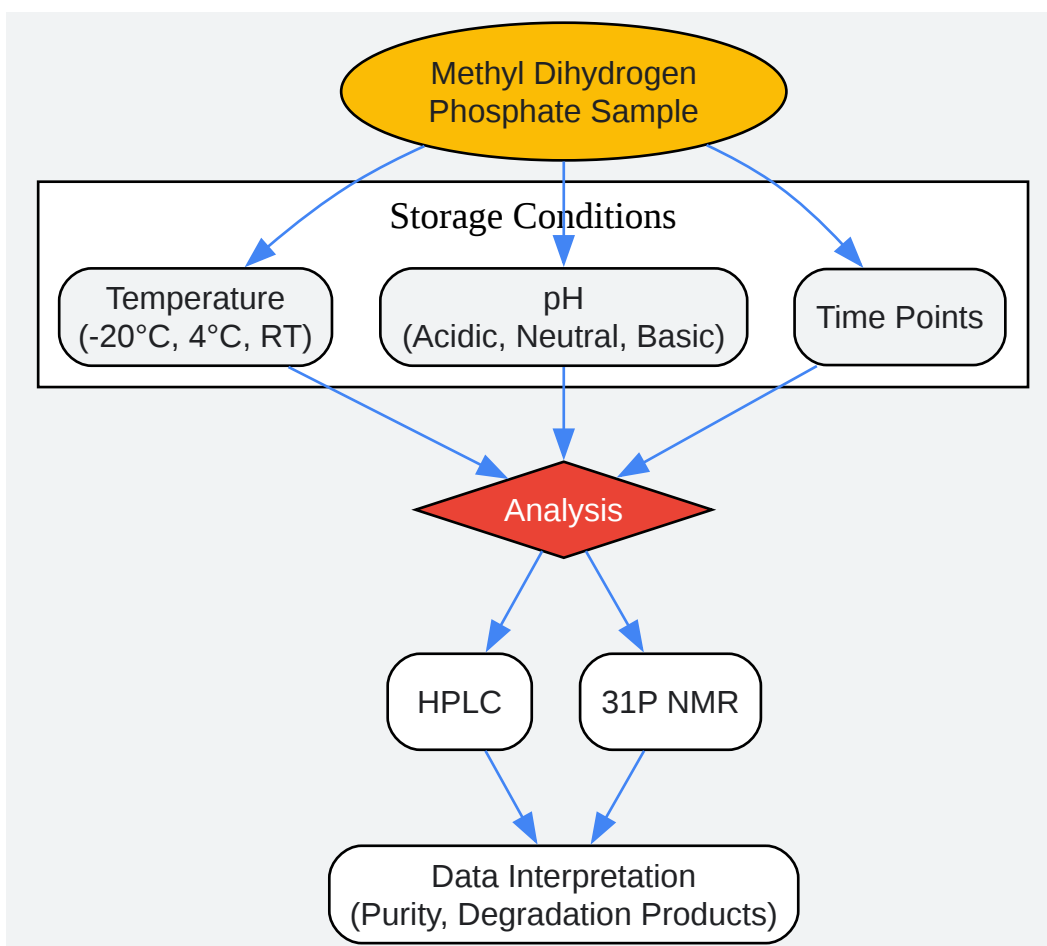 Methyl Dihydrogen
Phosphate Sample
Storage Conditions
Temperature
(-20°C, 4°C, RT)
pH
(Acidic, Neutral, Basic)
Time Points
Analysis
HPLC
31P NMR
Data Interpretation
(Purity, Degradation Products)